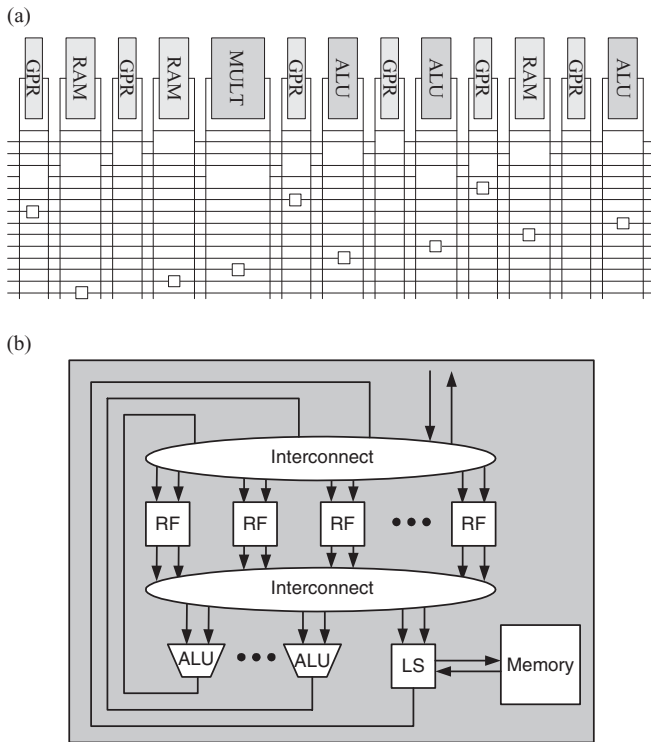 (a)
GPR
RAM
GPR
RAM
MULT
GPR
ALU
GPR
ALU
GPR
RAM
GPR
ALU
(b)
Interconnect
RF
RF
RF
RF
Interconnect
ALU
ALU
LS
Memory